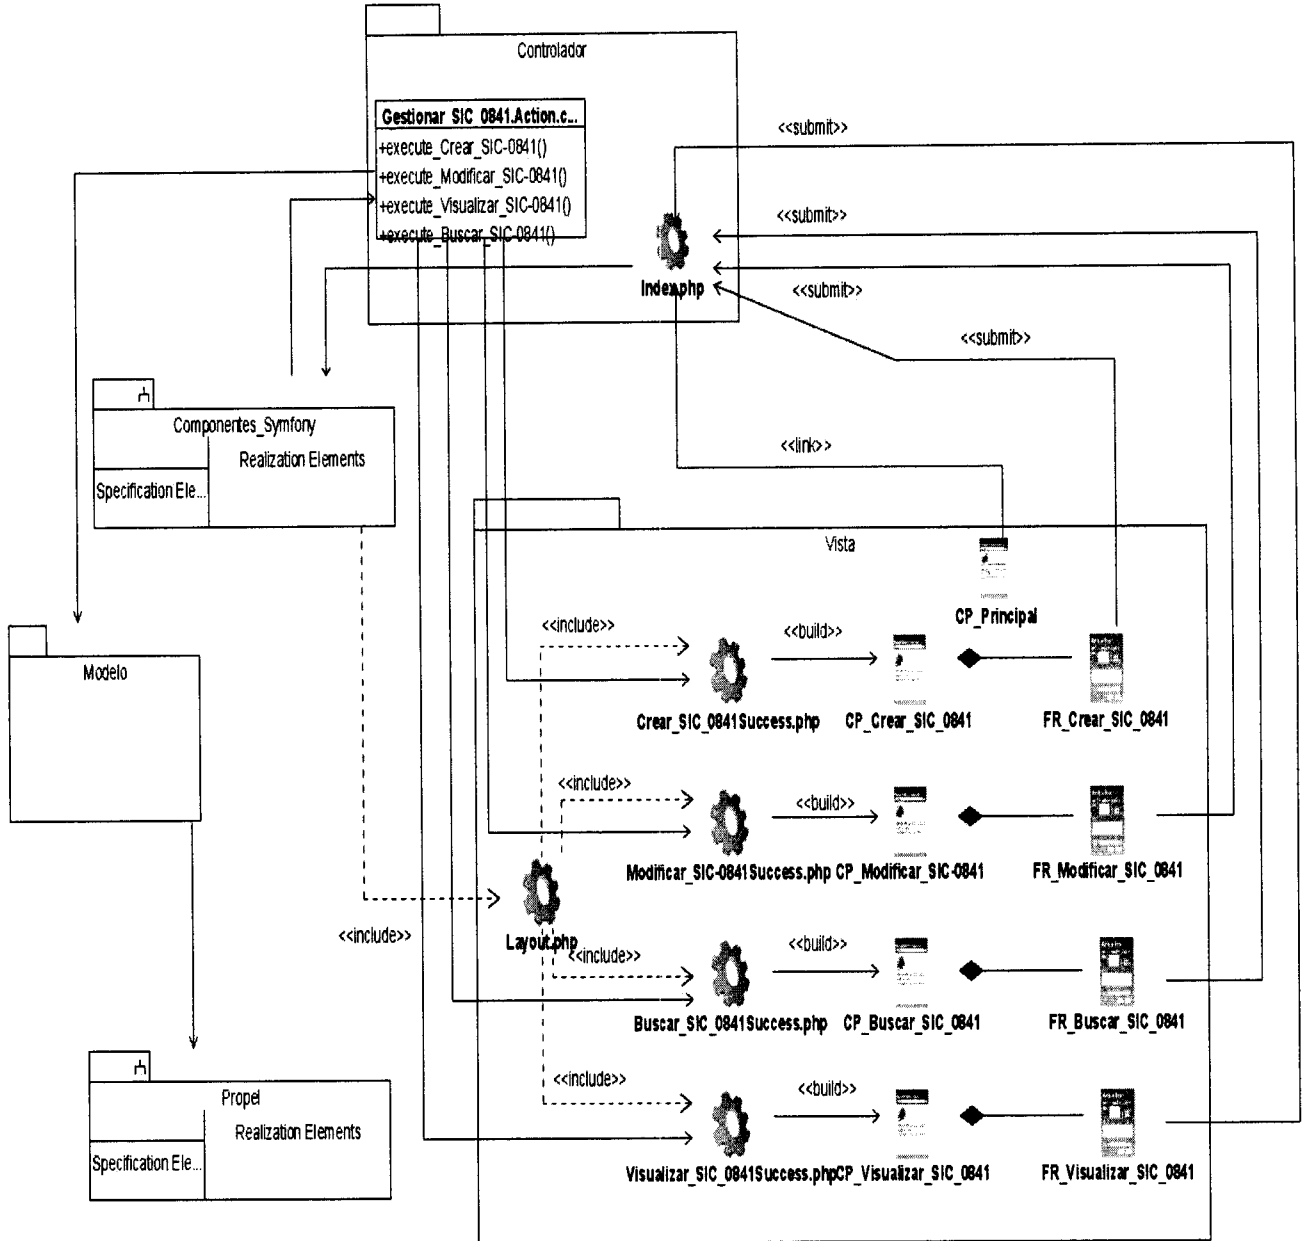 Controlador
Gestionar_SIC_0841.Action.c...
+execute_Crear_SIC-0841()
+execute_Modificar_SIC-0841()
+execute_Visualizar_SIC-0841()
+execute_Buscar_SIC-0841()
<<submit>>
<<submit>>
Index.php
<<submit>>
<<submit>>
Componentes_Symfony
Realization Elements
Specification Ele...
<<link>>
Vista
CP_Principal
Modelo
<<include>>
<<build>>
Crear_SIC_0841Success.php
CP_Crear_SIC_0841
FR_Crear_SIC_0841
<<include>>
<<build>>
Modificar_SIC-0841Success.php
CP_Modificar_SIC-0841
FR_Modificar_SIC_0841
<<include>>
Layout.php
<<include>>
<<build>>
Buscar_SIC_0841Success.php
CP_Buscar_SIC_0841
FR_Buscar_SIC_0841
<<include>>
<<build>>
Visualizar_SIC_0841Success.php
CP_Visualizar_SIC_0841
FR_Visualizar_SIC_0841
Propel
Realization Elements
Specification Ele...